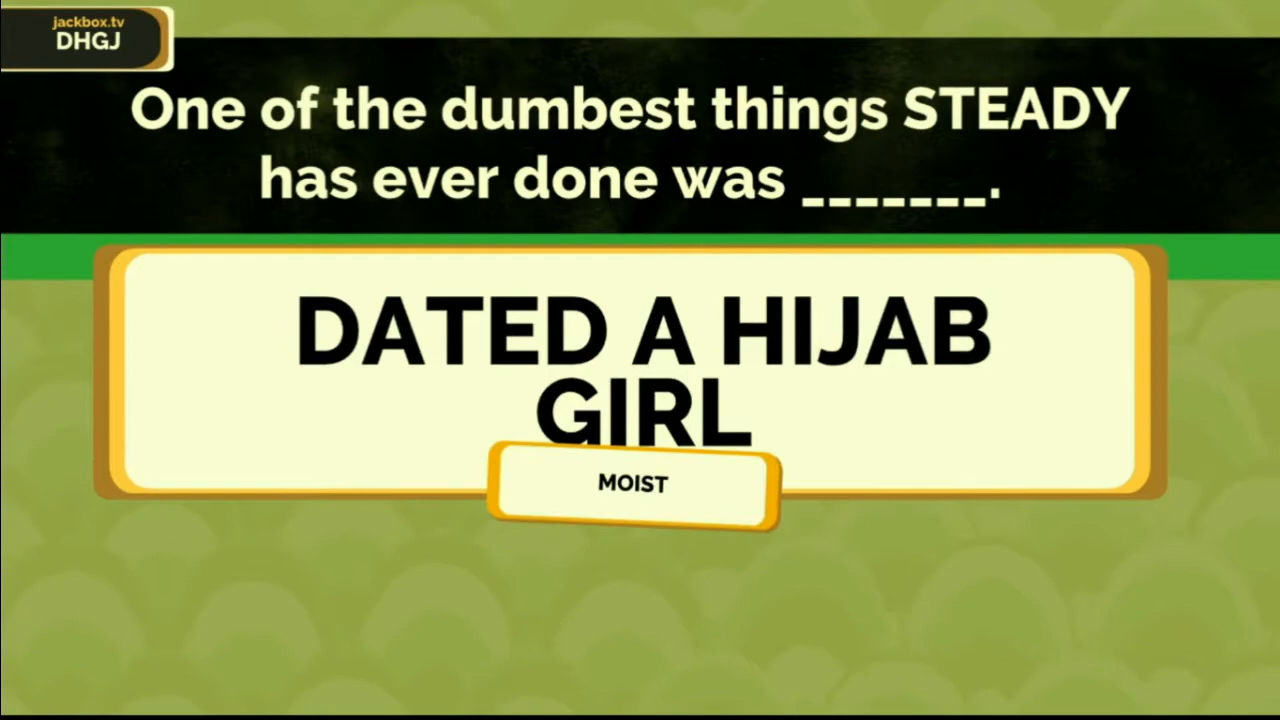 jackbox.tv
DHGJ
One of the dumbest things STEADY
has ever done was _______.
DATED A HIJAB
GIRL
MOIST